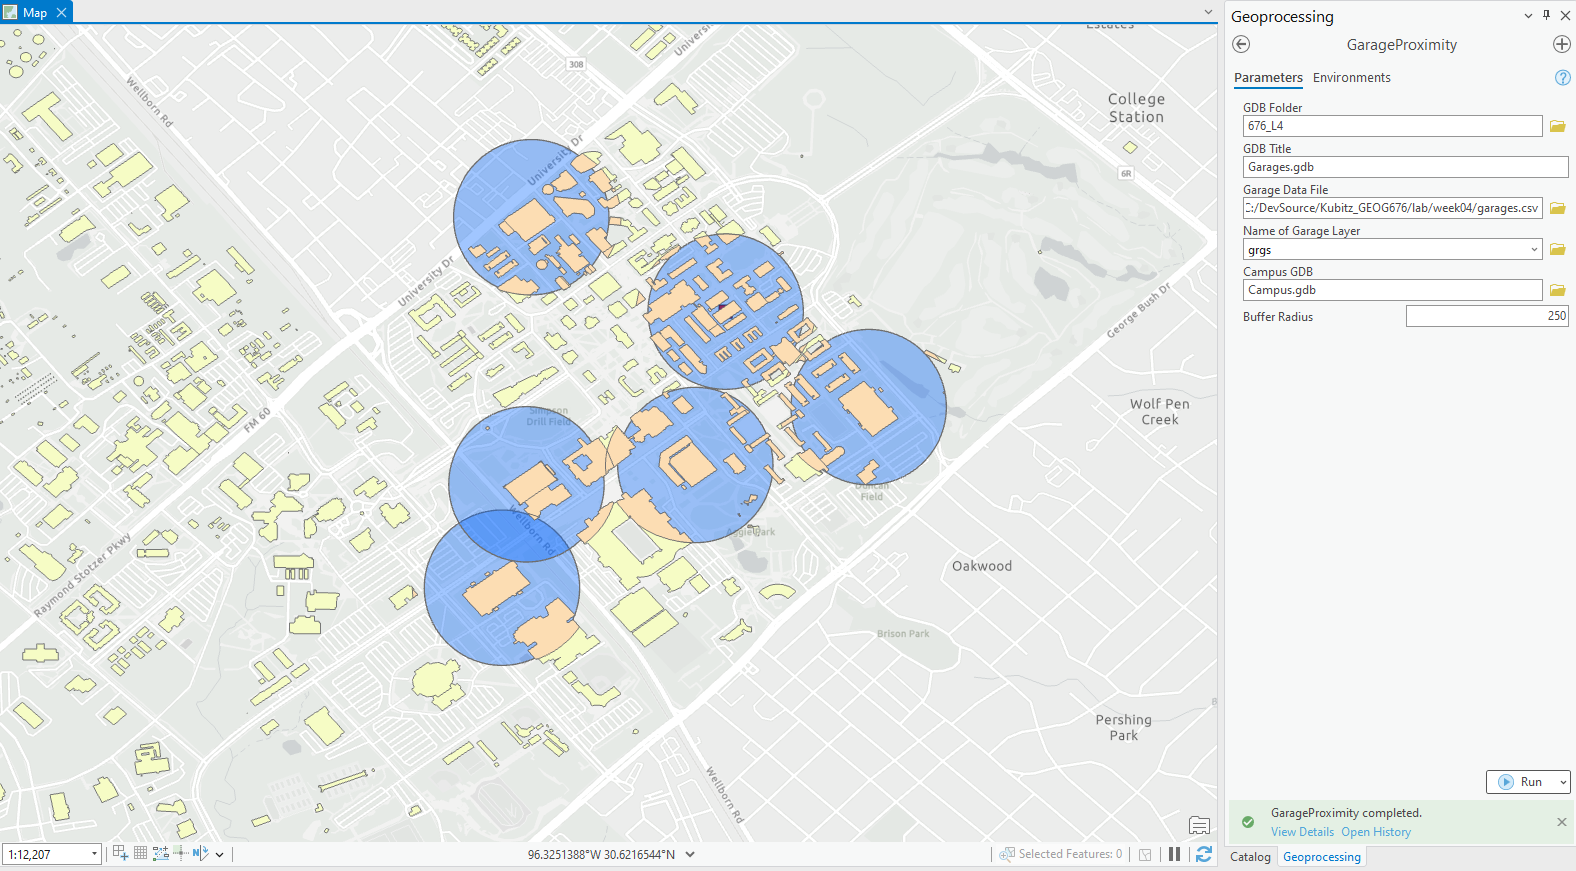 Map
Estates
University
308
Wellborn Rd
College
Station
University Dr
6R
University Dr
George Bush Dr
Simpson
Drill Field
FM 60
Wolf Pen
Creek
Duncan
Field
Wellborn Rd
Aggie Park
Raymond Stotzer Pkwy
Oakwood
Brison Park
Pershing
Park
Wellborn Rd
1:12,207
96.3251388°W 30.6216544°N
Selected Features: 0
Geoprocessing
GarageProximity
Parameters Environments
GDB Folder
676_L4
GDB Title
Garages.gdb
Garage Data File
C:/DevSource/Kubitz_GEOG676/lab/week04/garages.csv
Name of Garage Layer
grgs
Campus GDB
Campus.gdb
Buffer Radius 250
Run
GarageProximity completed.
View Details Open History
Catalog Geoprocessing